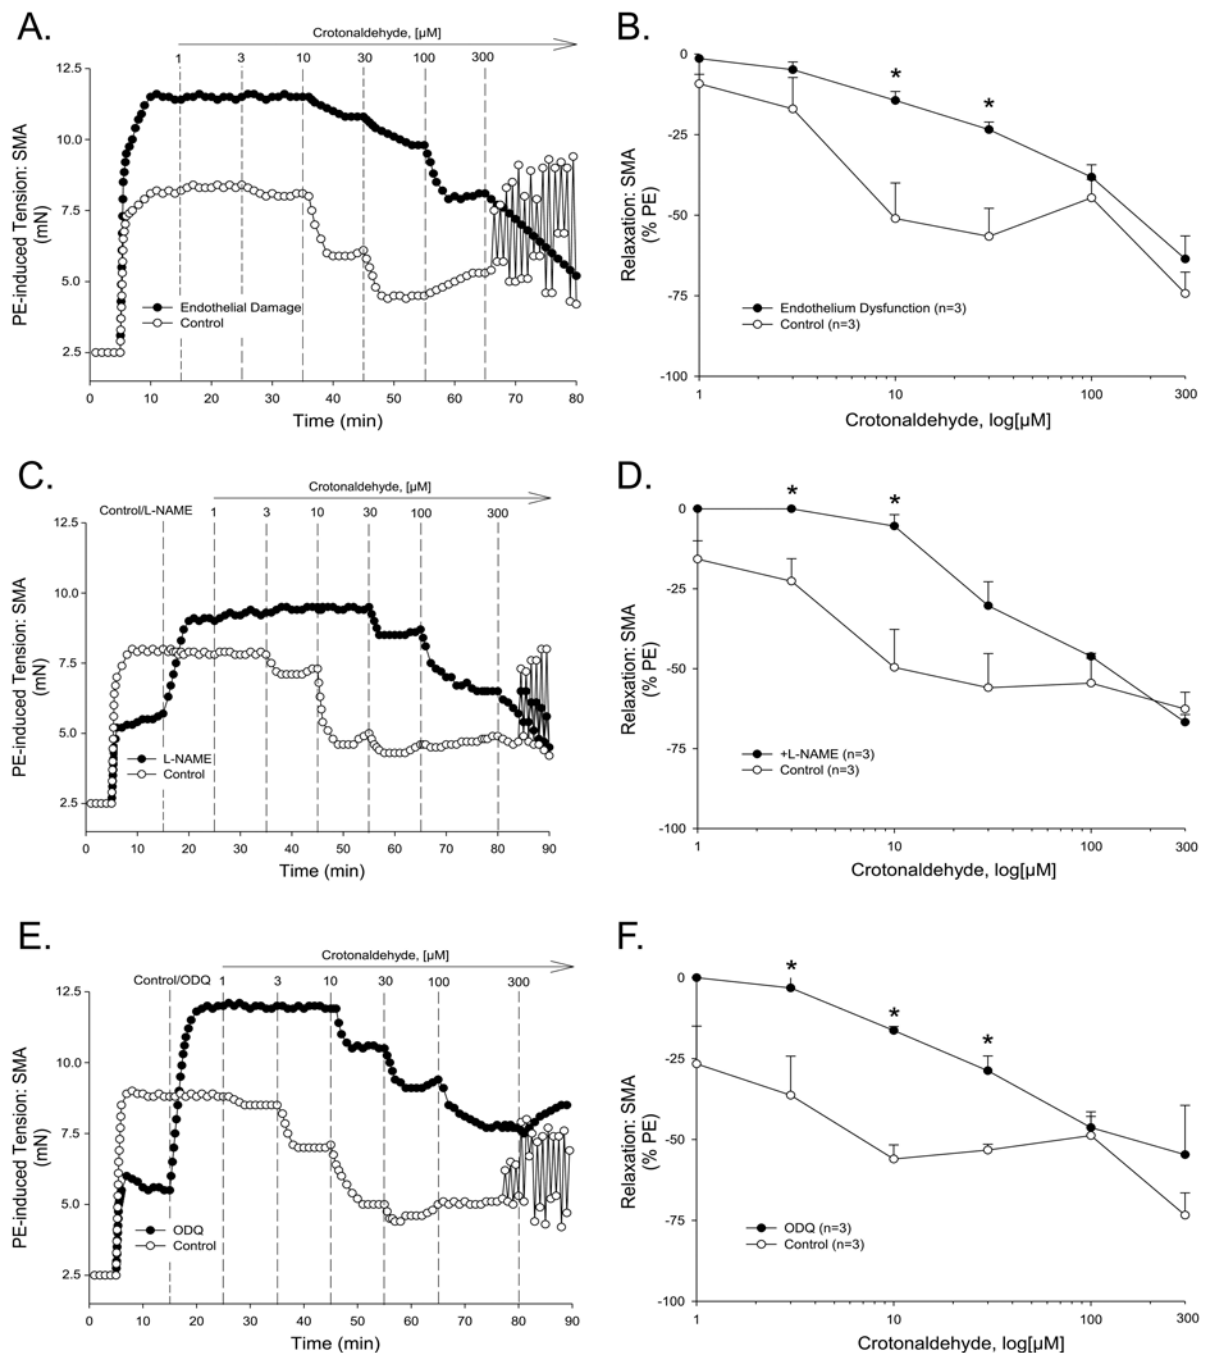 A.
Crotonaldehyde, [µM]
1 3 10 30 100 300
12.5
10.0
7.5
5.0
2.5
PE-induced Tension: SMA
(mN)
Endothelial Damage
Control
0 10 20 30 40 50 60 70 80
Time (min)
B.
0
-25
-50
-75
-100
Relaxation: SMA
(% PE)
* *
Endothelium Dysfunction (n=3)
Control (n=3)
1 10 100 300
Crotonaldehyde, log[µM]
C.
Crotonaldehyde, [µM]
Control/L-NAME 1 3 10 30 100 300
12.5
10.0
7.5
5.0
2.5
PE-induced Tension: SMA
(mN)
L-NAME
Control
0 10 20 30 40 50 60 70 80 90
Time (min)
D.
0
-25
-50
-75
-100
Relaxation: SMA
(% PE)
* *
+L-NAME (n=3)
Control (n=3)
1 10 100 300
Crotonaldehyde, log[µM]
E.
Crotonaldehyde, [µM]
Control/ODQ 1 3 10 30 100 300
12.5
10.0
7.5
5.0
2.5
PE-induced Tension: SMA
(mN)
ODQ
Control
0 10 20 30 40 50 60 70 80 90
Time (min)
F.
0
-25
-50
-75
-100
Relaxation: SMA
(% PE)
* * *
ODQ (n=3)
Control (n=3)
1 10 100 300
Crotonaldehyde, log[µM]